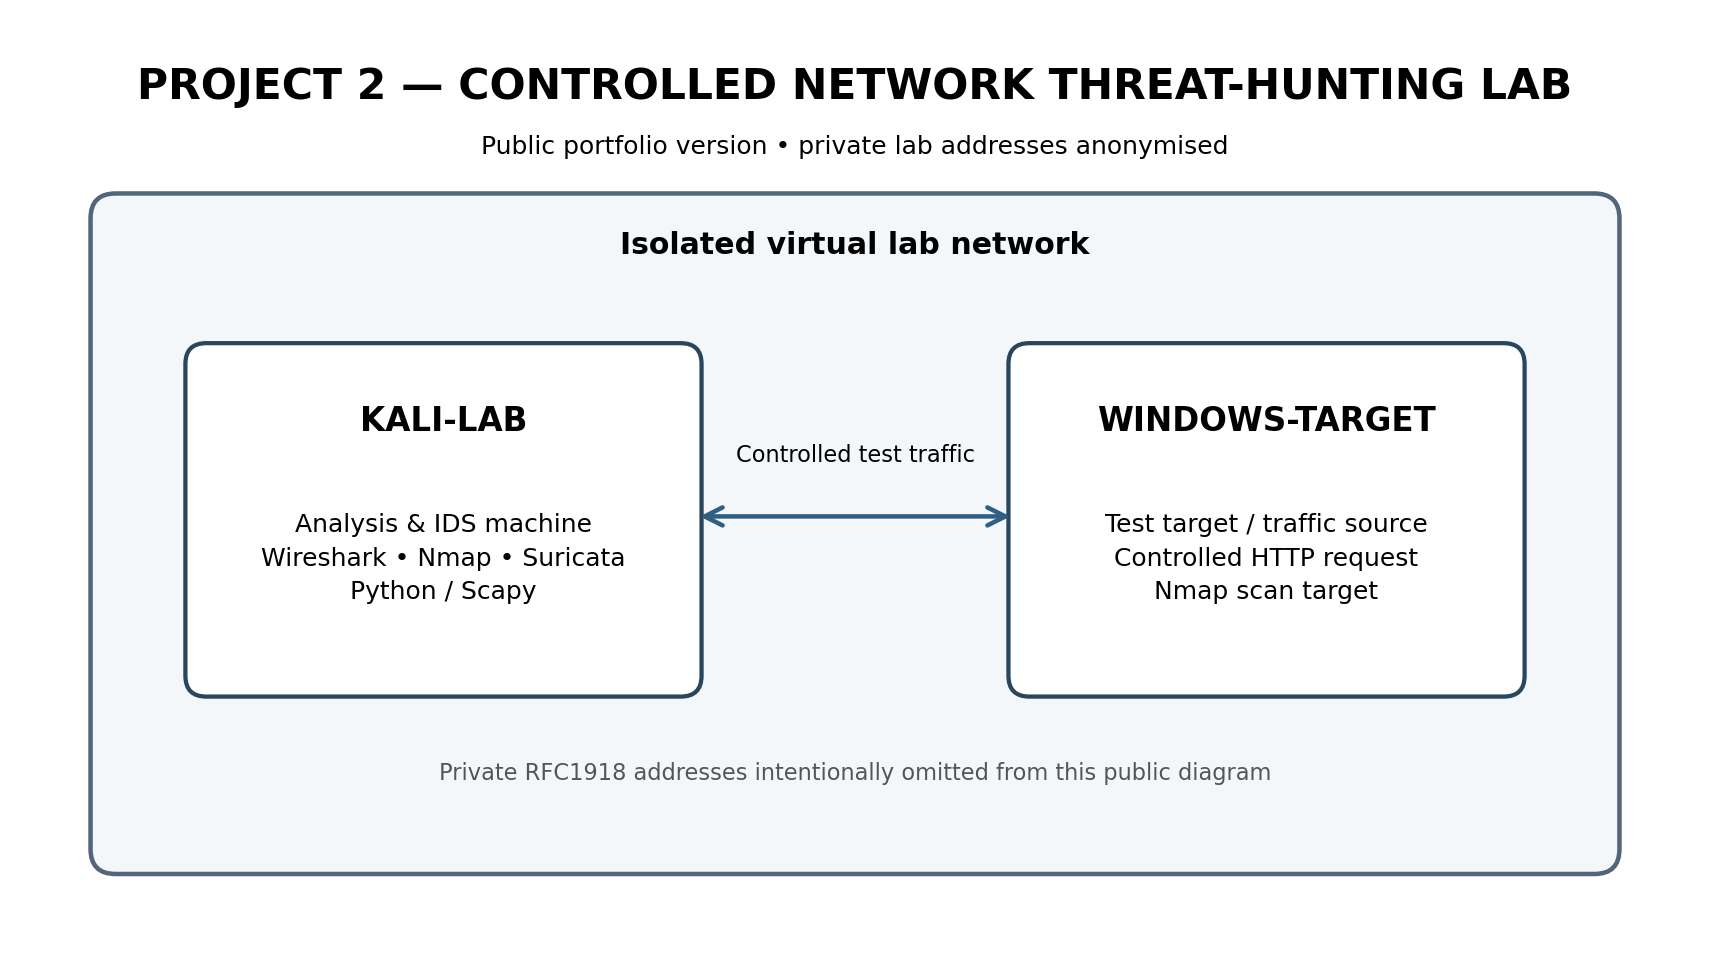 PROJECT 2 — CONTROLLED NETWORK THREAT-HUNTING LAB
Public portfolio version • private lab addresses anonymised
Isolated virtual lab network
KALI-LAB
Analysis & IDS machine
Wireshark • Nmap • Suricata
Python / Scapy
Controlled test traffic
WINDOWS-TARGET
Test target / traffic source
Controlled HTTP request
Nmap scan target
Private RFC1918 addresses intentionally omitted from this public diagram